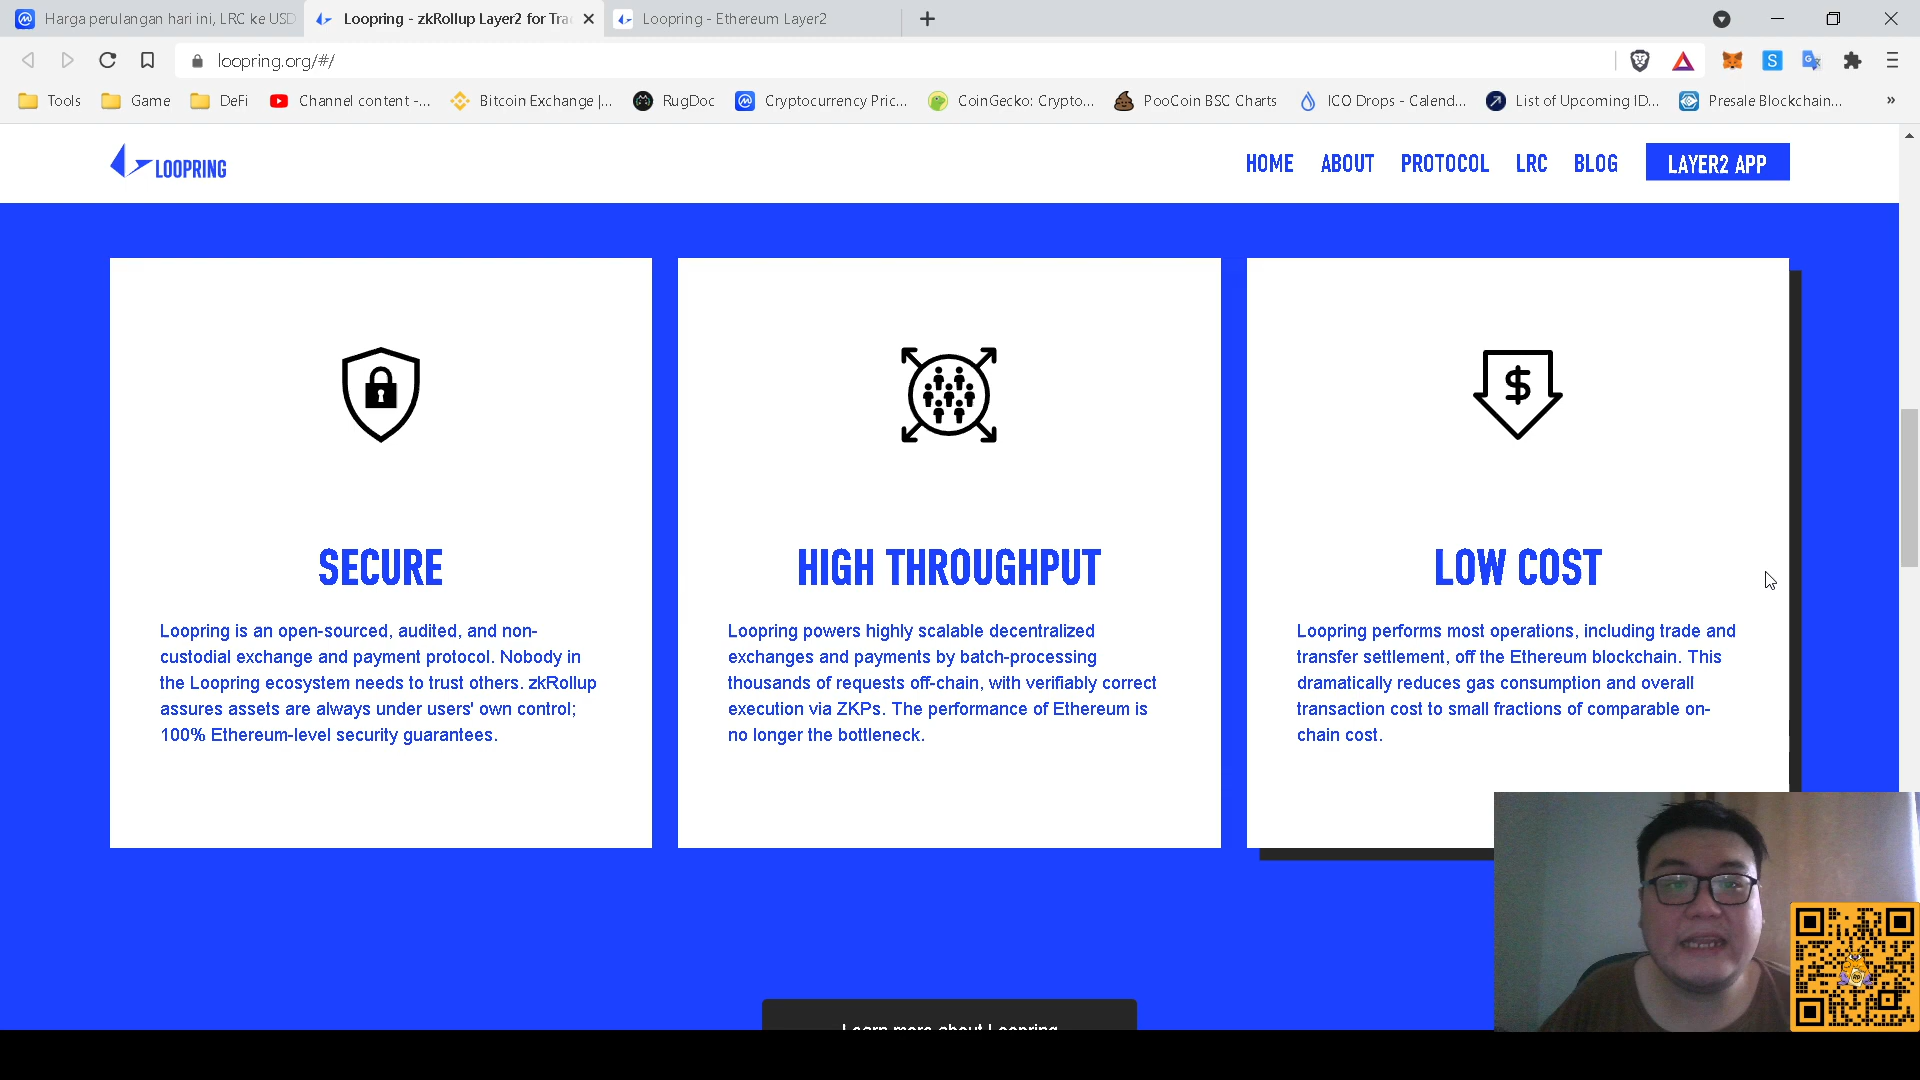 Harga perulangan hari ini, LRC ke USD
Loopring - zkRollup Layer2 for Tra
Loopring - Ethereum Layer2
loopring.org/#/
Tools
Game
DeFi
Channel content -...
Bitcoin Exchange |...
RugDoc
Cryptocurrency Pric...
CoinGecko: Crypto...
PooCoin BSC Charts
ICO Drops - Calend...
List of Upcoming ID...
Presale Blockchain...
LOOPRING
HOME
ABOUT
PROTOCOL
LRC
BLOG
LAYER2 APP
SECURE
Loopring is an open-sourced, audited, and non-
custodial exchange and payment protocol. Nobody in
the Loopring ecosystem needs to trust others. zkRollup
assures assets are always under users' own control;
100% Ethereum-level security guarantees.
HIGH THROUGHPUT
Loopring powers highly scalable decentralized
exchanges and payments by batch-processing
thousands of requests off-chain, with verifiably correct
execution via ZKPs. The performance of Ethereum is
no longer the bottleneck.
LOW COST
Loopring performs most operations, including trade and
transfer settlement, off the Ethereum blockchain. This
dramatically reduces gas consumption and overall
transaction cost to small fractions of comparable on-
chain cost.
Learn more about Loopring